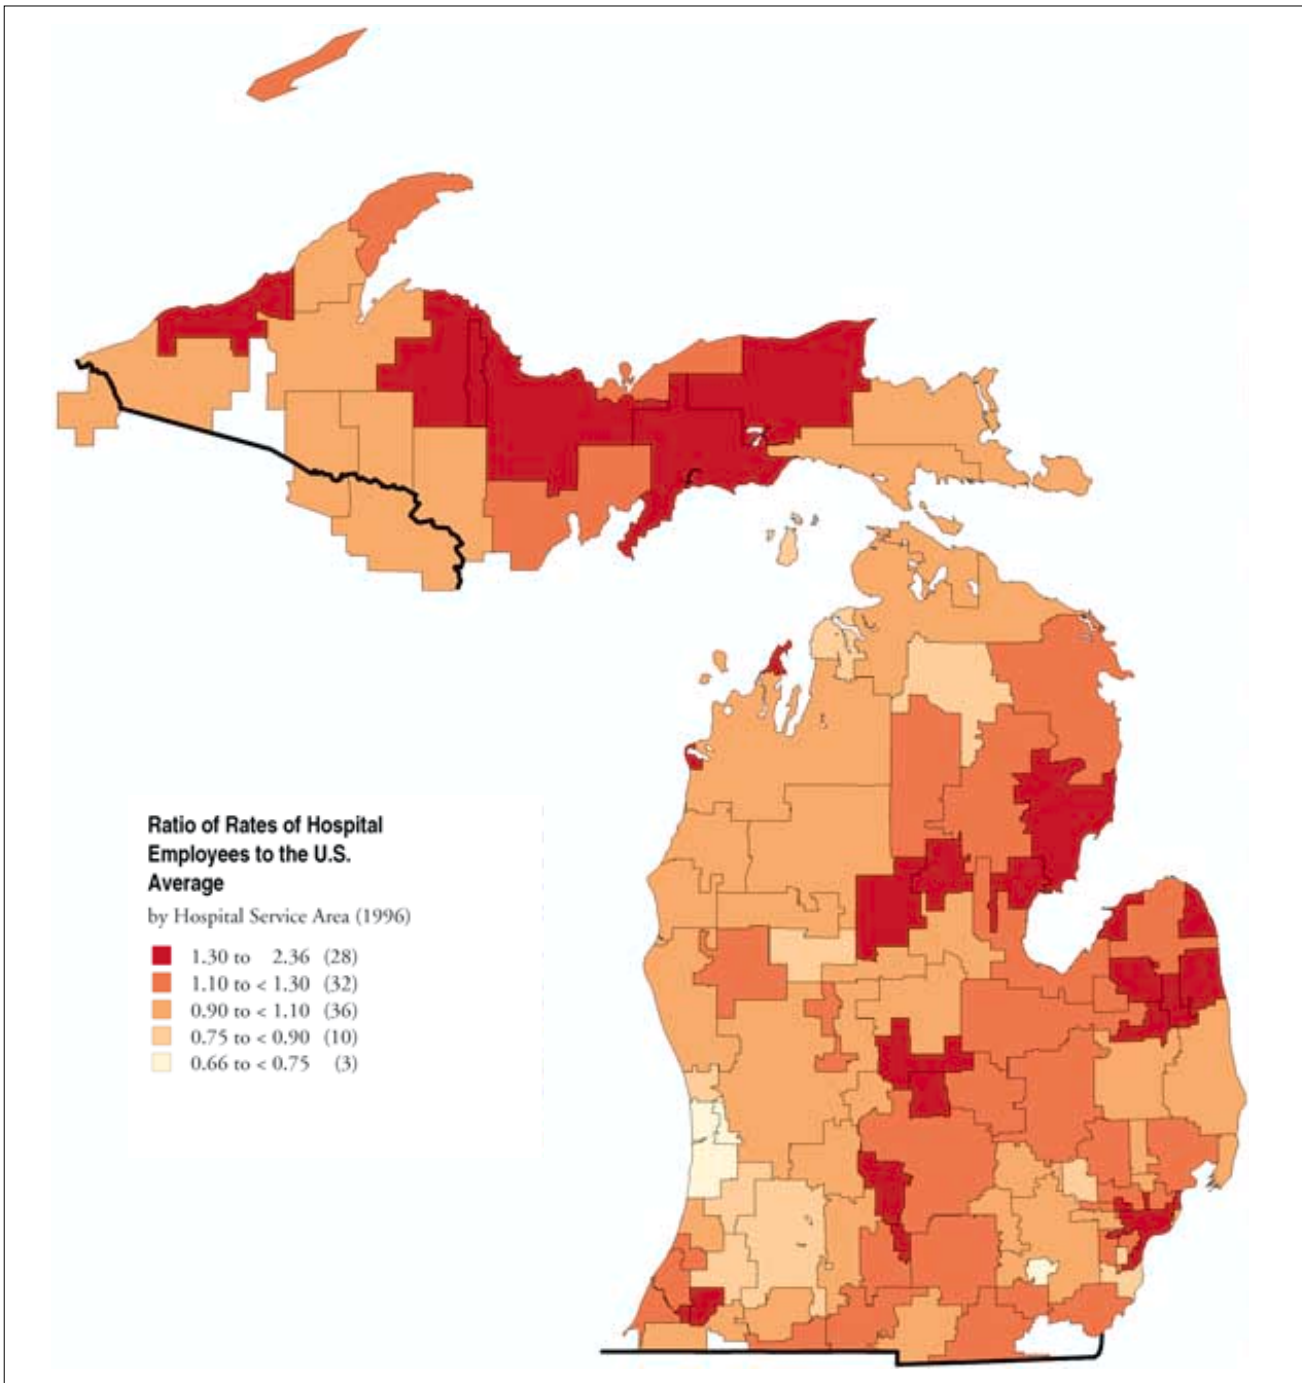 Ratio of Rates of Hospital
Employees to the U.S.
Average
by Hospital Service Area (1996)
1.30 to 2.36 (28)
1.10 to < 1.30 (32)
0.90 to < 1.10 (36)
0.75 to < 0.90 (10)
0.66 to < 0.75 (3)